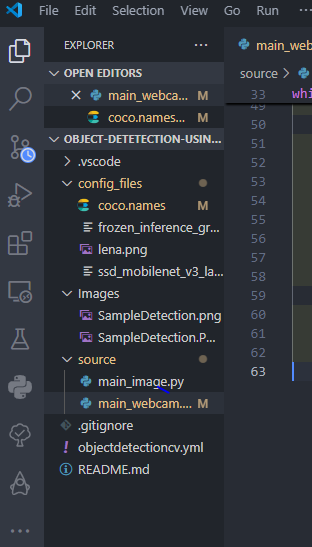 File Edit Selection View Go Run
EXPLORER ...
main_web
OPEN EDITORS
source >
main_webca... M
33 whi
coco.names... M
49
OBJECT-DETETECTION-USIN...
50
.vscode
51
config_files
52
coco.names M
53
frozen_inference_gr...
54
lena.png
55
ssd_mobilenet_v3_la...
56
Images
57
SampleDetection.png
58
SampleDetection.P...
59
source
60
61
main_image.py
62
main_webcam.... M
63
.gitignore
objectdetectioncv.yml
README.md